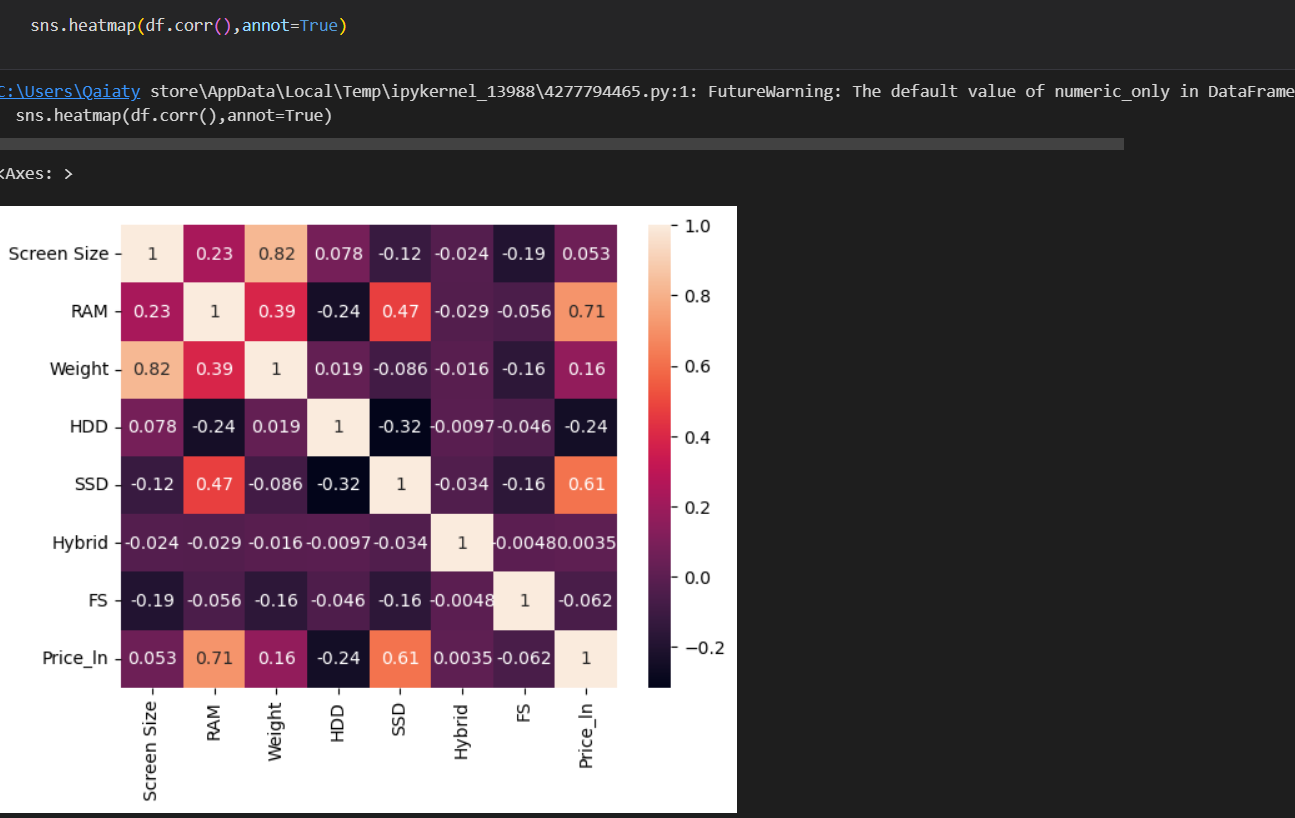 sns.heatmap(df.corr(),annot=True)
C:\Users\Qaiaty store\AppData\Local\Temp\ipykernel_13988\4277794465.py:1: FutureWarning: The default value of numeric_only in DataFrame
sns.heatmap(df.corr(),annot=True)
<Axes: >
Screen Size 1 0.23 0.82 0.078 -0.12 -0.024 -0.19 0.053
RAM 0.23 1 0.39 -0.24 0.47 -0.029 -0.056 0.71
Weight 0.82 0.39 1 0.019 -0.086 -0.016 -0.16 0.16
HDD 0.078 -0.24 0.019 1 -0.32 -0.0097 -0.046 -0.24
SSD -0.12 0.47 -0.086 -0.32 1 -0.034 -0.16 0.61
Hybrid -0.024 -0.029 -0.016 -0.0097 -0.034 1 -0.0048 0.0035
FS -0.19 -0.056 -0.16 -0.046 -0.16 -0.0048 1 -0.062
Price_ln 0.053 0.71 0.16 -0.24 0.61 0.0035 -0.062 1
Screen Size RAM Weight HDD SSD Hybrid FS Price_ln
1.0
0.8
0.6
0.4
0.2
0.0
−0.2